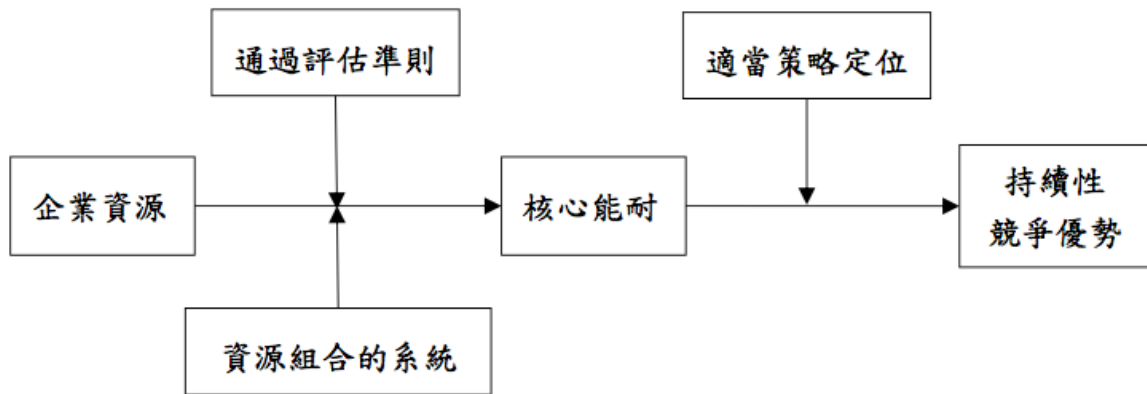 通過評估準則
適當策略定位
企業資源
核心能耐
持續性
競爭優勢
資源組合的系統